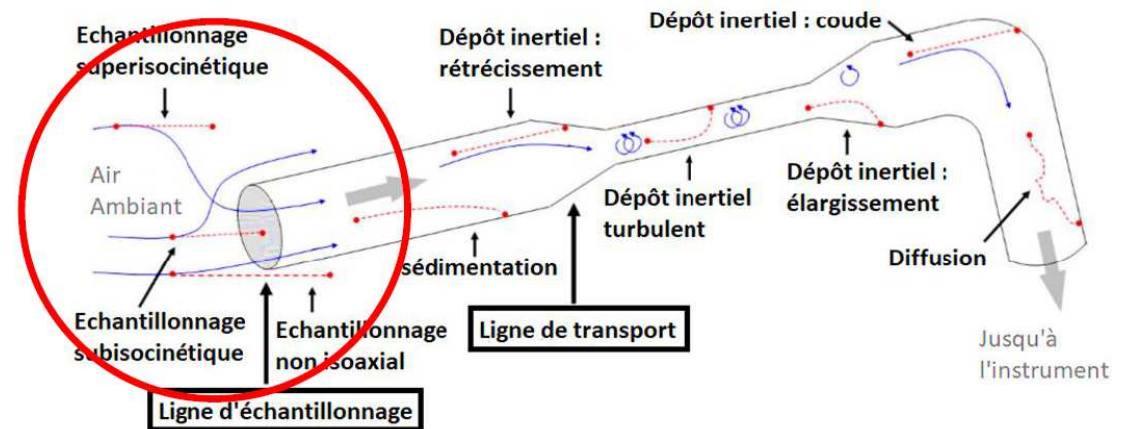 Echantillonnage
superisocinétique
Dépôt inertiel :
rétrécissement
Dépôt inertiel : coude
Air
Ambiant
Dépôt inertiel
turbulent
Dépôt inertiel :
élargissement
Diffusion
sédimentation
Echantillonnage
subisocinétique
Echantillonnage
non isoaxial
Ligne de transport
Ligne d'échantillonnage
Jusqu'à
l'instrument